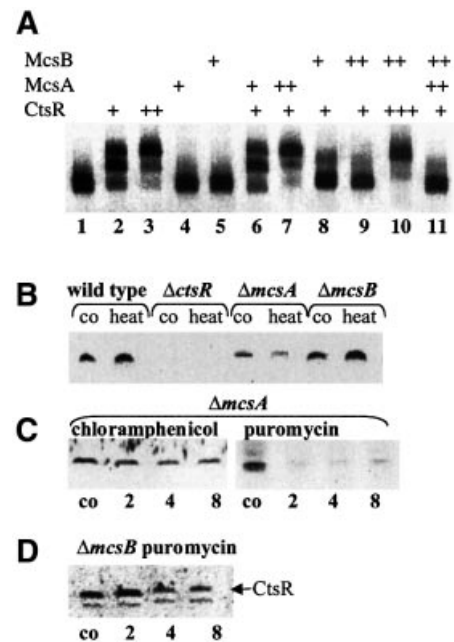 A
McsB + + ++ ++ ++
McsA + + ++ ++
CtsR + ++ + + + + +++ +
1 2 3 4 5 6 7 8 9 10 11
B
wild type ΔctsR ΔmcsA ΔmcsB
co heat co heat co heat co heat
ΔmcsA
C
chloramphenicol puromycin
co 2 4 8 co 2 4 8
D
ΔmcsB puromycin
CtsR
co 2 4 8